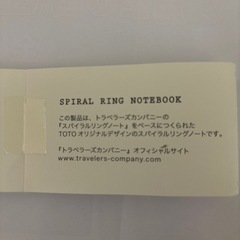 SPIRAL RING NOTEBOOK
この製品は、トラベラーズカンパニーの
『スパイラルリングノート』をベースにつくられた
TOTOオリジナルデザインのスパイラルリングノートです。
『トラベラーズカンパニー』オフィシャルサイト
www.travelers-company.com